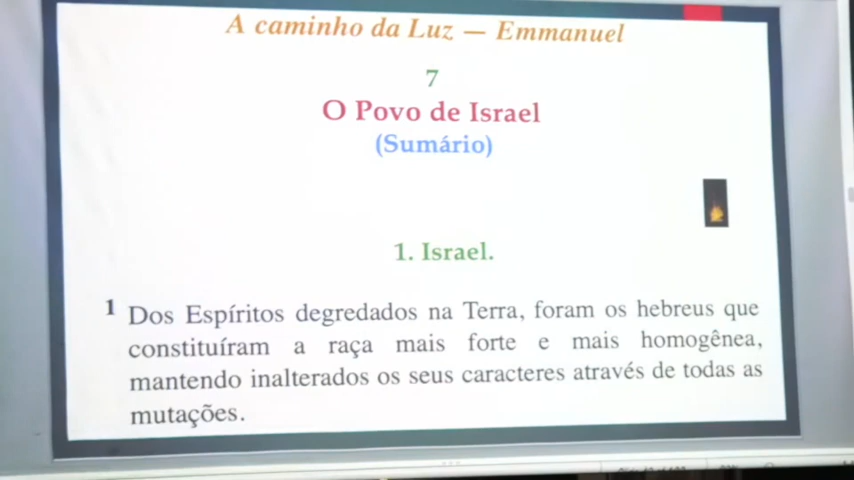 A caminho da Luz — Emmanuel
7
O Povo de Israel
(Sumário)
1. Israel.
1 Dos Espíritos degredados na Terra, foram os hebreus que
constituíram a raça mais forte e mais homogênea,
mantendo inalterados os seus caracteres através de todas as
mutações.